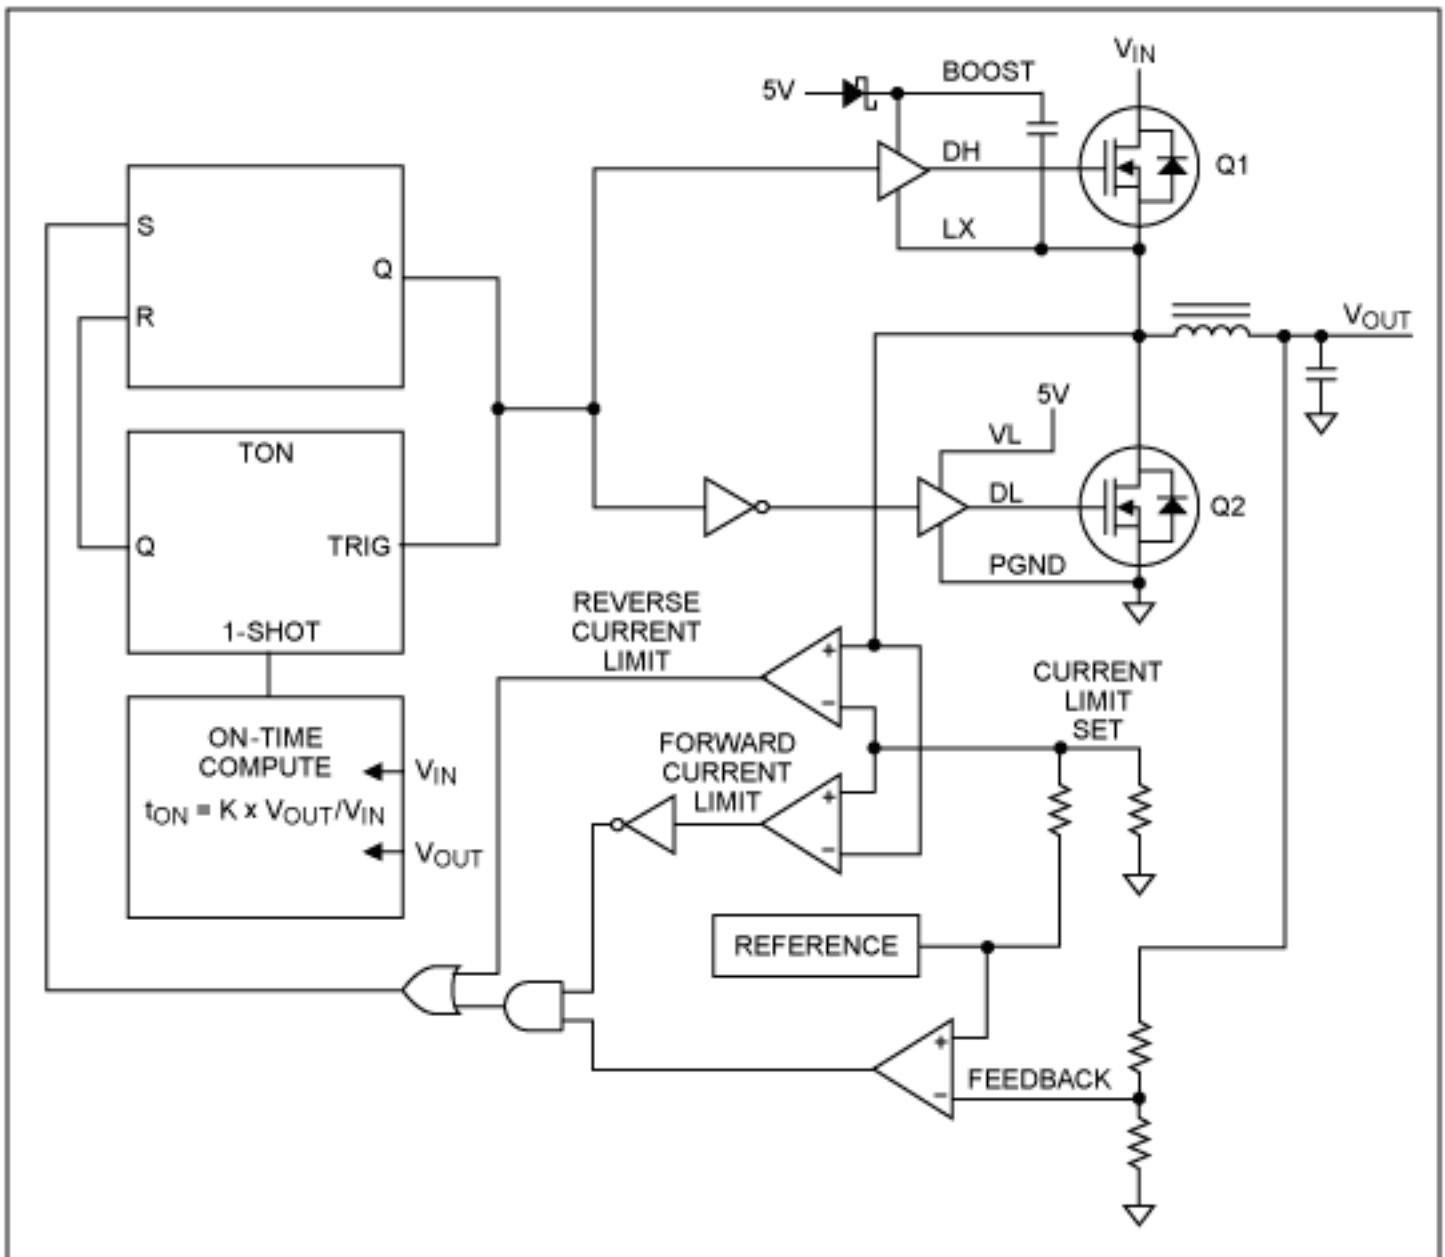 VIN
BOOST
5V
DH
Q1
LX
S
Q
R
VOUT
5V
VL
TON
DL
Q2
Q
TRIG
PGND
1-SHOT
REVERSE
CURRENT
LIMIT
+
−
CURRENT
LIMIT
SET
ON-TIME
COMPUTE
VIN
tON = K x VOUT/VIN
VOUT
FORWARD
CURRENT
LIMIT
+
−
REFERENCE
+
−
FEEDBACK